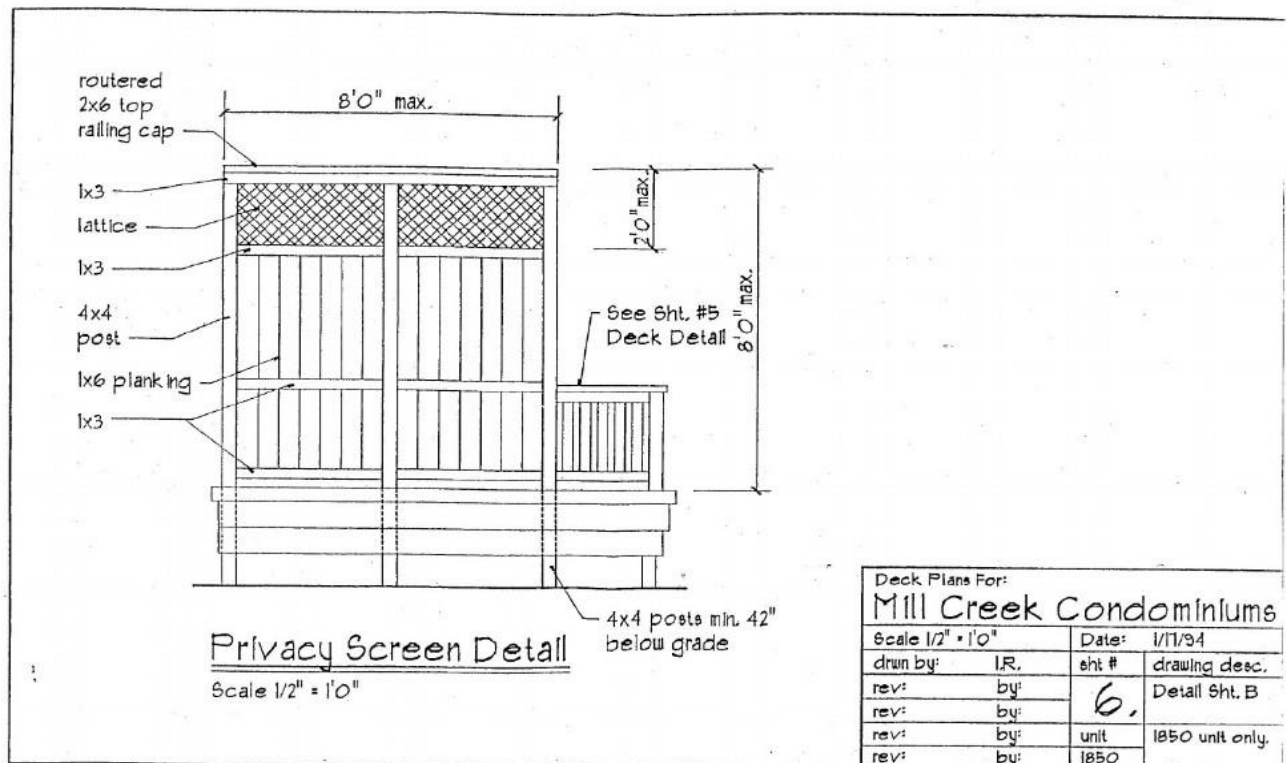 routered
2x6 top
railing cap
8'0" max.
1x3
lattice
1x3
4x4
post
1x6 planking
1x3
2'0" max.
8'0" max.
See Sht. #5
Deck Detail
4x4 posts min. 42"
below grade
Privacy Screen Detail
Scale 1/2" = 1'0"
Deck Plans For:
Mill Creek Condominiums
Scale 1/2" = 1'0" Date: 1/17/94
drwn by: I.R. sht # drawing desc.
rev: by: 6. Detail Sht. B
rev: by:
rev: by: unit 1850 unit only.
rev: by: 1850